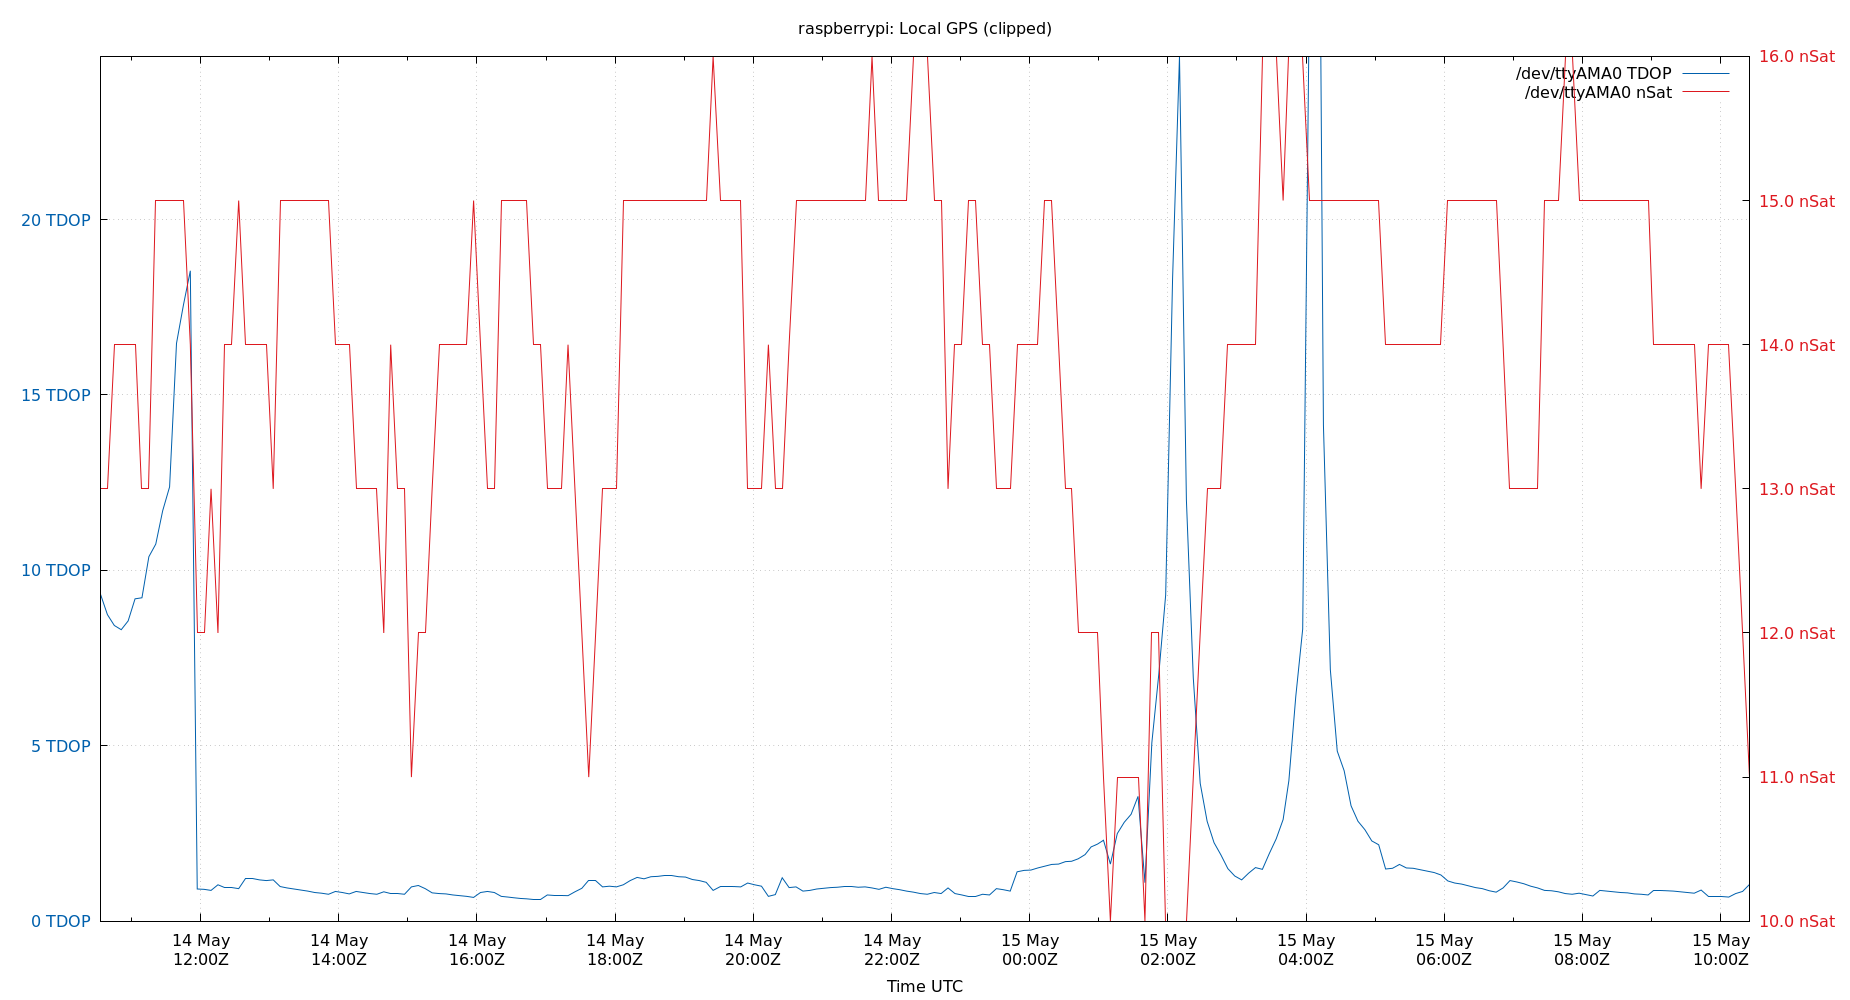 raspberrypi: Local GPS (clipped)
/dev/ttyAMA0 TDOP
/dev/ttyAMA0 nSat
20 TDOP
15 TDOP
10 TDOP
5 TDOP
0 TDOP
16.0 nSat
15.0 nSat
14.0 nSat
13.0 nSat
12.0 nSat
11.0 nSat
10.0 nSat
14 May
12:00Z
14 May
14:00Z
14 May
16:00Z
14 May
18:00Z
14 May
20:00Z
14 May
22:00Z
15 May
00:00Z
15 May
02:00Z
15 May
04:00Z
15 May
06:00Z
15 May
08:00Z
15 May
10:00Z
Time UTC